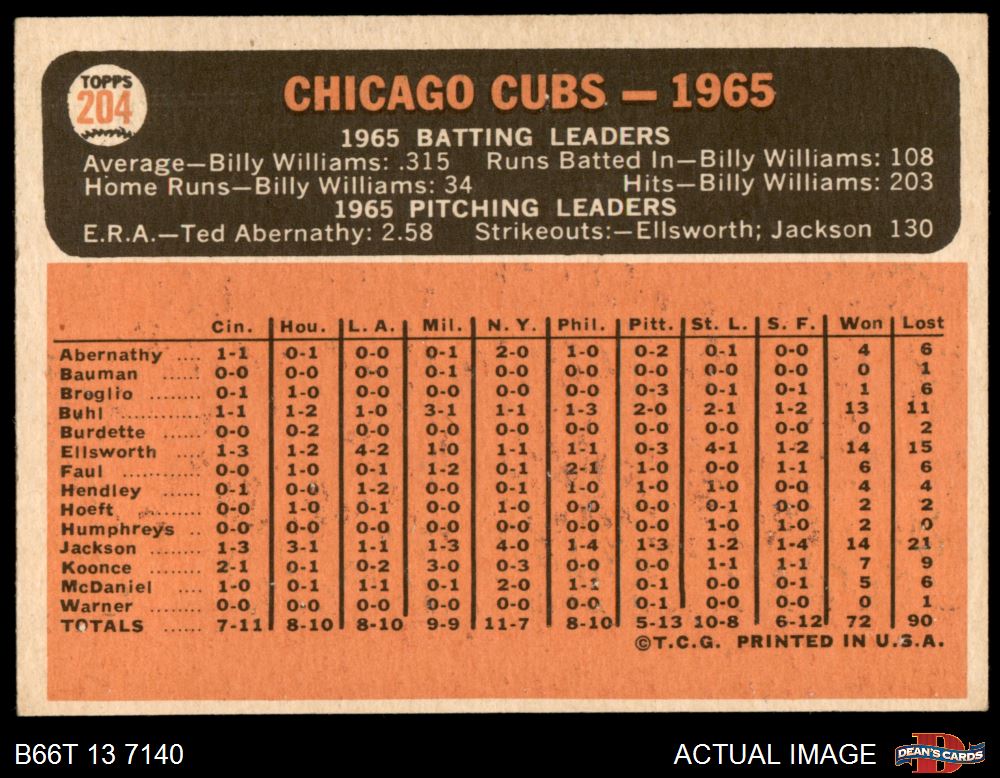 TOPPS
204
CHICAGO CUBS — 1965
1965 BATTING LEADERS
Average—Billy Williams: .315 Runs Batted In—Billy Williams: 108
Home Runs—Billy Williams: 34 Hits—Billy Williams: 203
1965 PITCHING LEADERS
E.R.A.—Ted Abernathy: 2.58 Strikeouts:—Ellsworth; Jackson 130
Cin. Hou. L. A. Mil. N. Y. Phil. Pitt. St. L. S. F. Won Lost
Abernathy .... 1-1 0-1 0-0 0-1 2-0 1-0 0-2 0-1 0-0 4 6
Bauman ...... 0-0 0-0 0-0 0-1 0-0 0-0 0-0 0-0 0-0 0 1
Broglio ...... 0-1 1-0 0-0 0-0 0-0 0-0 0-3 0-1 0-1 1 6
Buhl ............ 1-1 1-2 1-0 3-1 1-1 1-3 2-0 2-1 1-2 13 11
Burdette ...... 0-0 0-2 0-0 0-0 0-0 0-0 0-0 0-0 0-0 0 2
Ellsworth .... 1-3 1-2 4-2 1-0 1-1 1-1 0-3 4-1 1-2 14 15
Faul ............ 0-0 1-0 0-1 1-2 0-1 2-1 1-0 0-0 1-1 6 6
Hendley ...... 0-1 0-0 1-2 0-0 0-1 1-0 1-0 1-0 0-0 4 4
Hoeft .......... 0-0 1-0 0-1 0-0 1-0 0-0 0-0 0-1 0-0 2 2
Humphreys .. 0-0 0-0 0-0 0-0 0-0 0-0 0-0 1-0 1-0 2 0
Jackson ........ 1-3 3-1 1-1 1-3 4-0 1-4 1-3 1-2 1-4 14 21
Koonce ........ 2-1 0-1 0-2 3-0 0-3 0-0 0-0 1-1 1-1 7 9
McDaniel .... 1-0 0-1 1-1 0-1 2-0 1-1 0-1 0-0 0-1 5 6
Warner ........ 0-0 0-0 0-0 0-0 0-0 0-0 0-1 0-0 0-0 0 1
TOTALS ...... 7-11 8-10 8-10 9-9 11-7 8-10 5-13 10-8 6-12 72 90
©T.C.G. PRINTED IN U.S.A.
B66T 13 7140 ACTUAL IMAGE DEAN'S CARDS